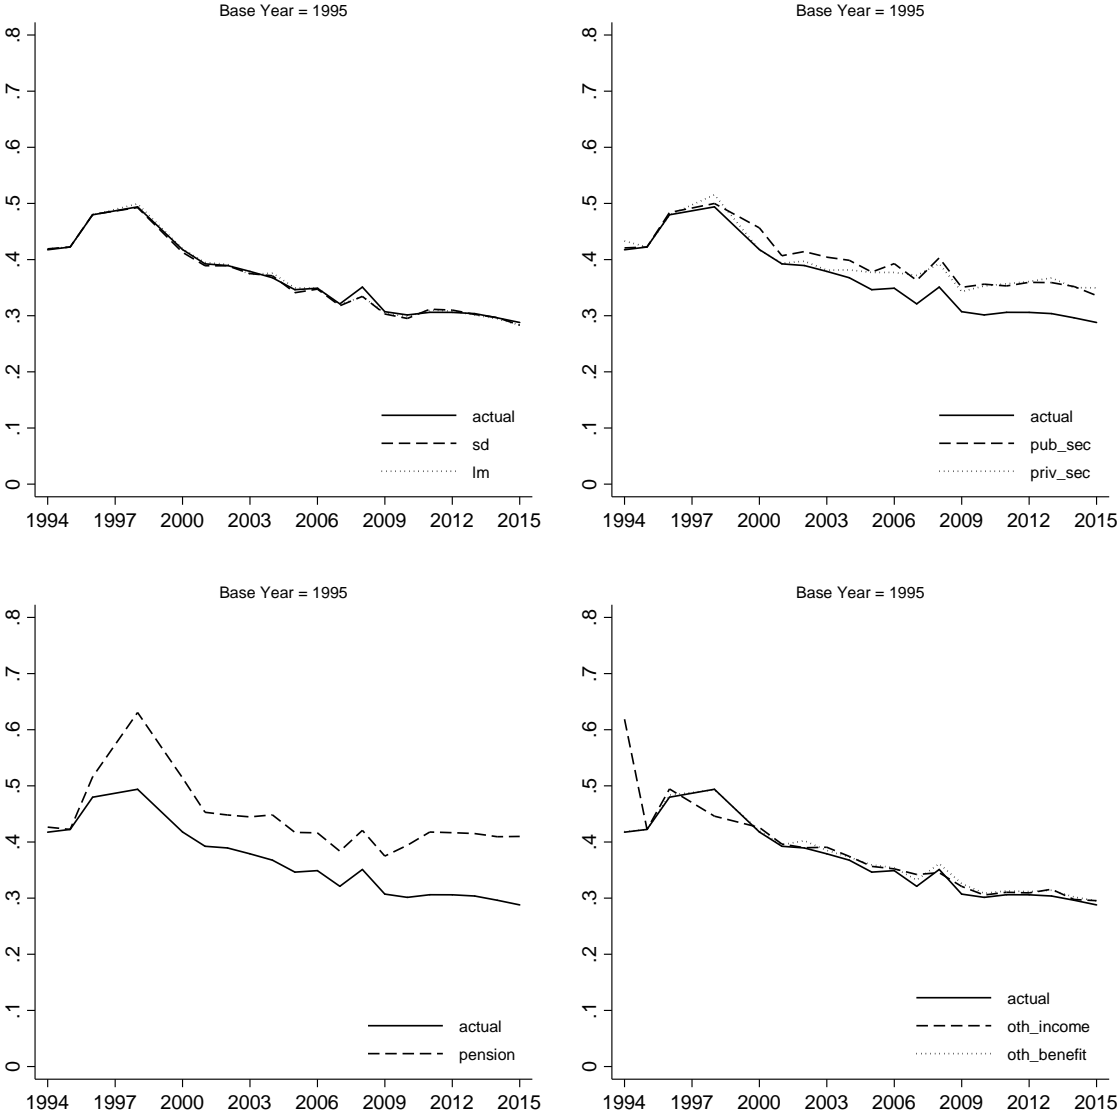 Base Year = 1995
.8
.7
.6
.5
.4
.3
.2
.1
0
actual
sd
lm
1994 1997 2000 2003 2006 2009 2012 2015
Base Year = 1995
.8
.7
.6
.5
.4
.3
.2
.1
0
actual
pub_sec
priv_sec
1994 1997 2000 2003 2006 2009 2012 2015
Base Year = 1995
.8
.7
.6
.5
.4
.3
.2
.1
0
actual
pension
1994 1997 2000 2003 2006 2009 2012 2015
Base Year = 1995
.8
.7
.6
.5
.4
.3
.2
.1
0
actual
oth_income
oth_benefit
1994 1997 2000 2003 2006 2009 2012 2015